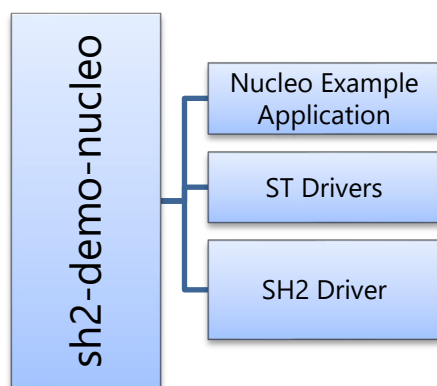 sh2-demo-nucleo
Nucleo Example
Application
ST Drivers
SH2 Driver